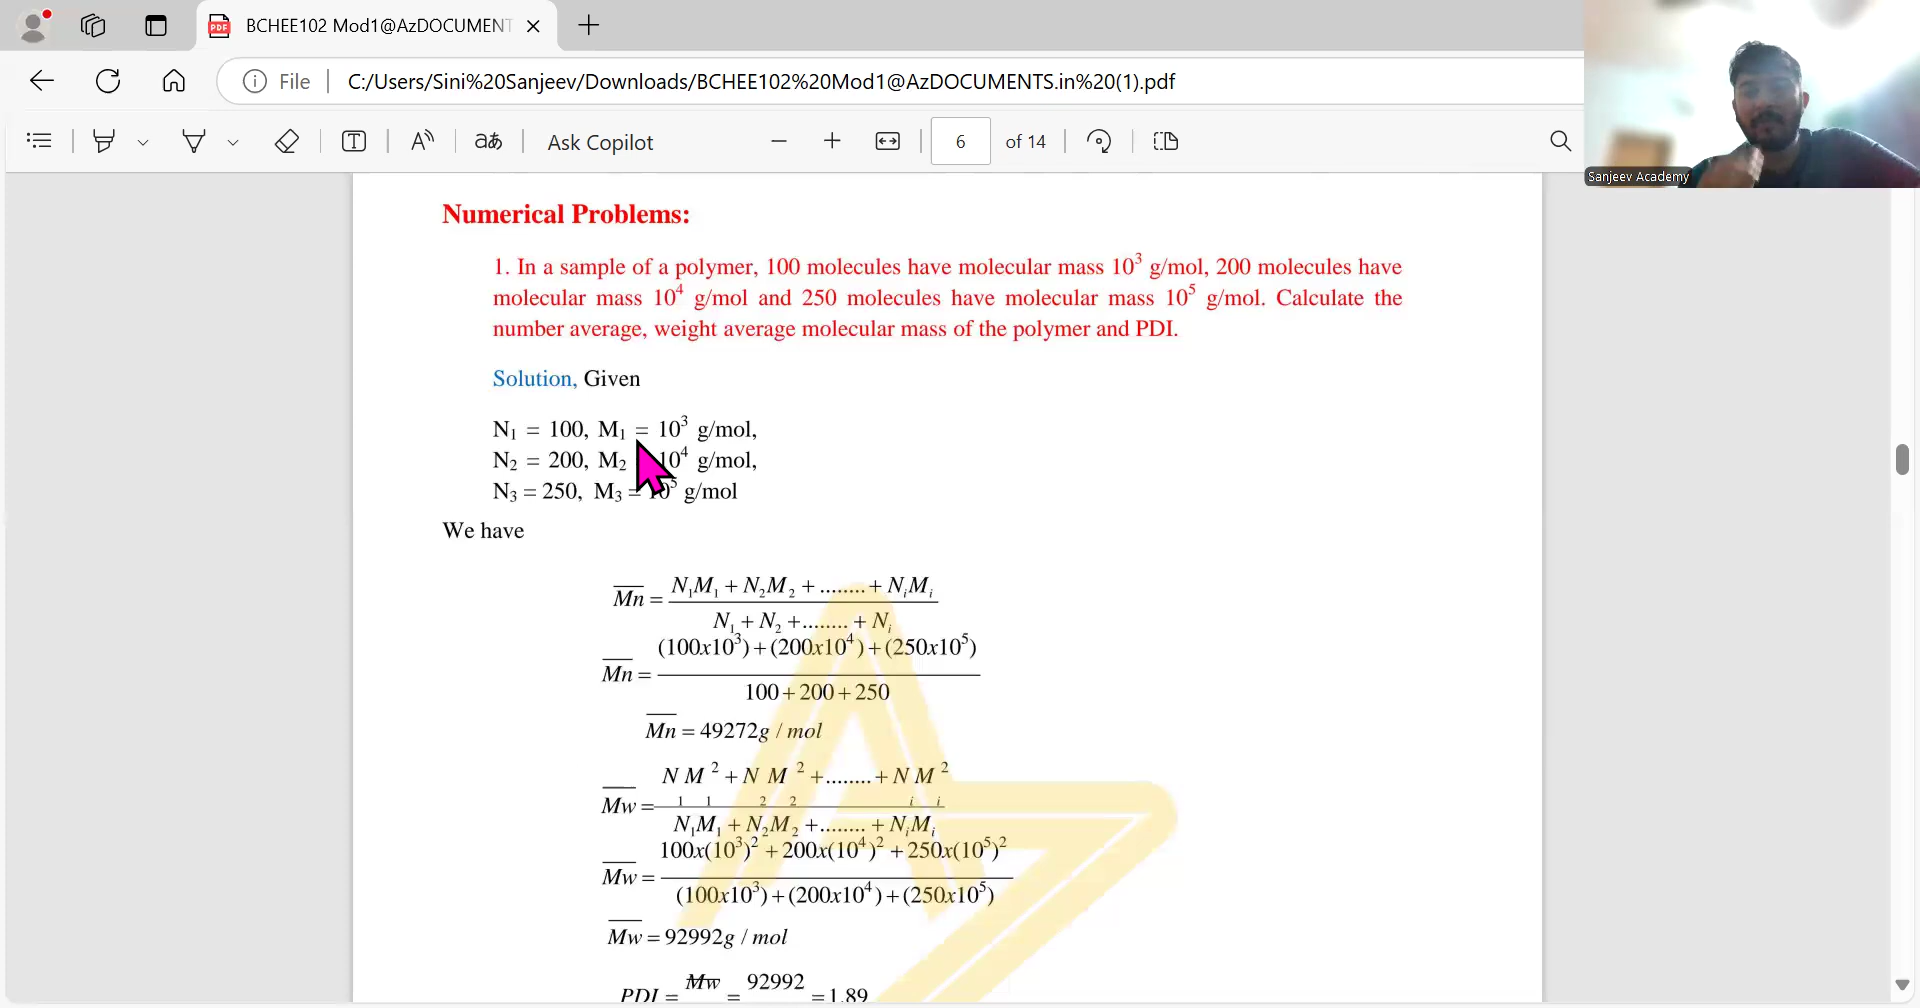 BCHEE102 Mod1@AzDOCUMENT
File
C:/Users/Sini%20Sanjeev/Downloads/BCHEE102%20Mod1@AzDOCUMENTS.in%20(1).pdf
Ask Copilot
6 of 14
Sanjeev Academy
Numerical Problems:
1. In a sample of a polymer, 100 molecules have molecular mass 10³ g/mol, 200 molecules have
molecular mass 10⁴ g/mol and 250 molecules have molecular mass 10⁵ g/mol. Calculate the
number average, weight average molecular mass of the polymer and PDI.
Solution, Given
N₁ = 100, M₁ = 10³ g/mol,
N₂ = 200, M₂ 10⁴ g/mol,
N₃ = 250, M₃ = 10⁵ g/mol
We have
Mn = N₁M₁ + N₂M₂ + ........ + NᵢMᵢ
N₁ + N₂ + ........ + Nᵢ
Mn = (100x10³) + (200x10⁴) + (250x10⁵)
100 + 200 + 250
Mn = 49272g / mol
Mw = N₁M₁² + N₂M₂² + ........ + NᵢMᵢ²
N₁M₁ + N₂M₂ + ........ + NᵢMᵢ
Mw = 100x(10³)² + 200x(10⁴)² + 250x(10⁵)²
(100x10³) + (200x10⁴) + (250x10⁵)
Mw = 92992g / mol
PDI = Mw = 92992 = 1.89